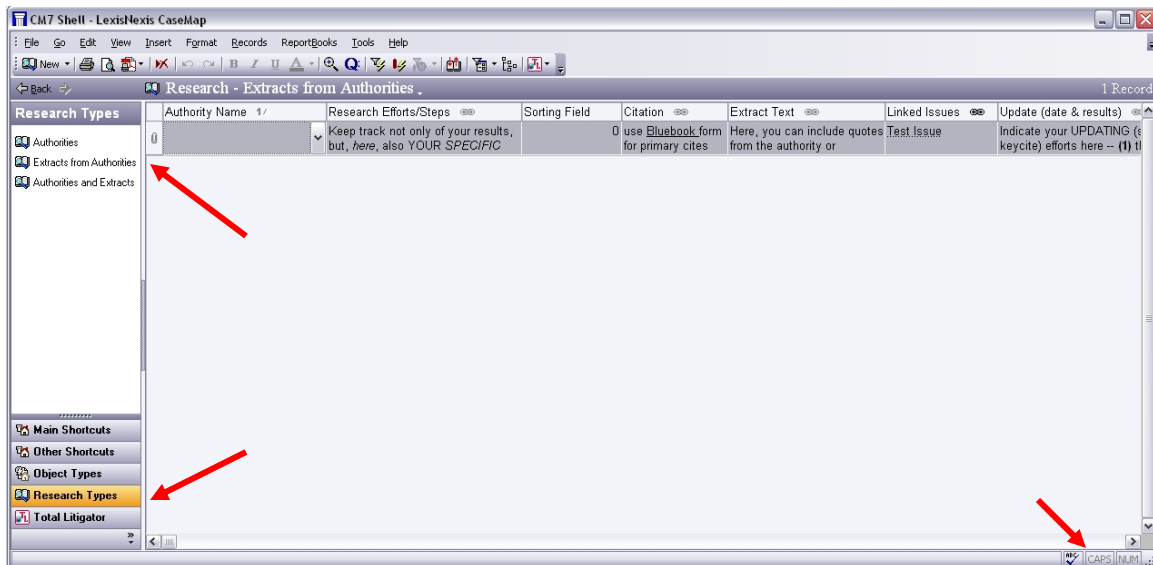 CM7 Shell - LexisNexis CaseMap
File Go Edit View Insert Format Records ReportBooks Tools Help
New B I U A Q
Back Research - Extracts from Authorities 1 Record
Research Types
Authority Name 1 Research Efforts/Steps Sorting Field Citation Extract Text Linked Issues Update (date & results)
Keep track not only of your results, 0 use Bluebook form Here, you can include quotes Test Issue Indicate your UPDATING (
but, here, also YOUR SPECIFIC for primary cites from the authority or keycite) efforts here -- (1) t
Authorities
Extracts from Authorities
Authorities and Extracts
Main Shortcuts
Other Shortcuts
Object Types
Research Types
Total Litigator
ABC CAPS NUM